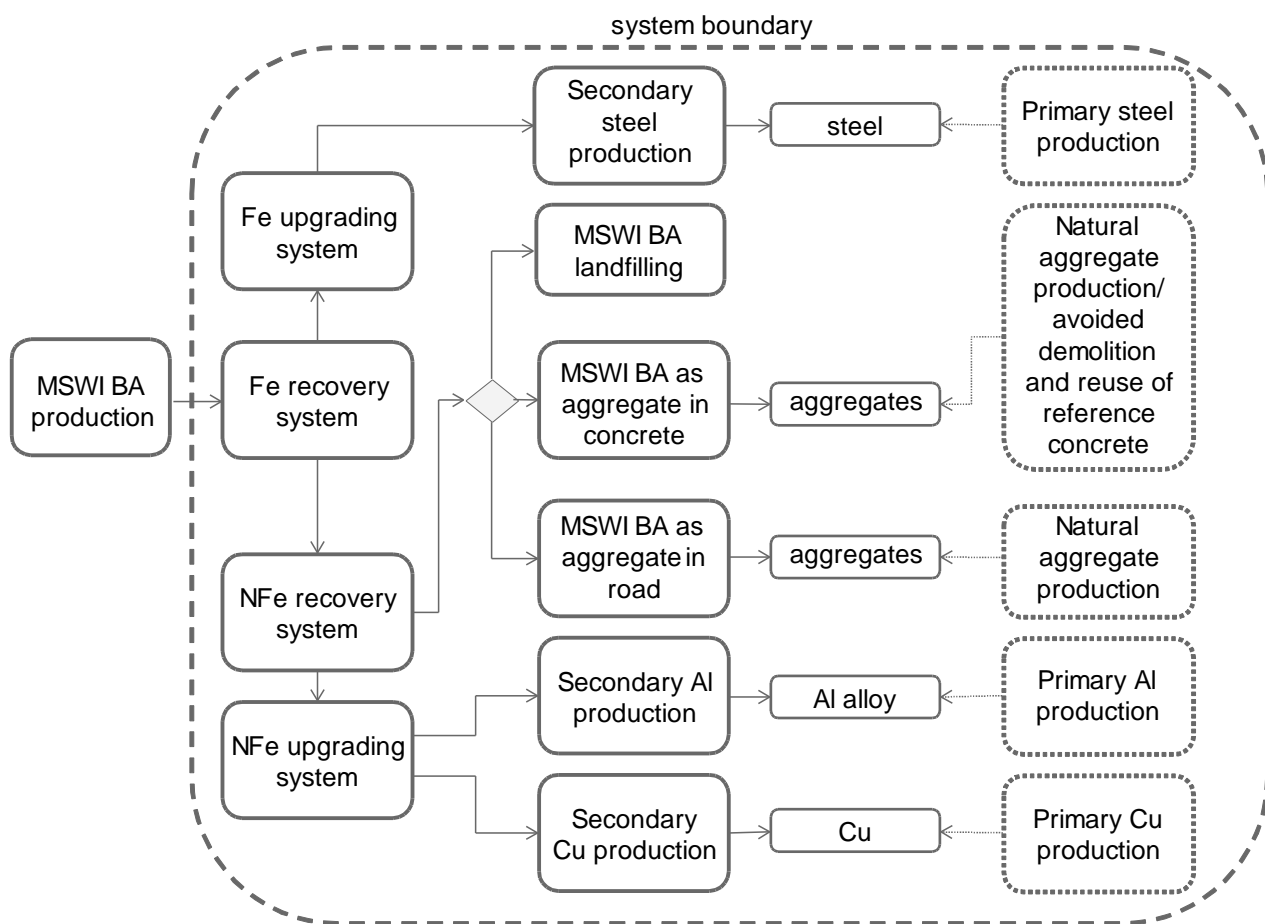 system boundary
Secondary
steel
production
steel
Primary steel
production
Fe upgrading
system
MSWI BA
landfilling
Natural
aggregate
production/
avoided
demolition
and reuse of
reference
concrete
MSWI BA
production
Fe recovery
system
MSWI BA as
aggregate in
concrete
aggregates
NFe recovery
system
MSWI BA as
aggregate in
road
aggregates
Natural
aggregate
production
NFe upgrading
system
Secondary Al
production
Al alloy
Primary Al
production
Secondary
Cu production
Cu
Primary Cu
production